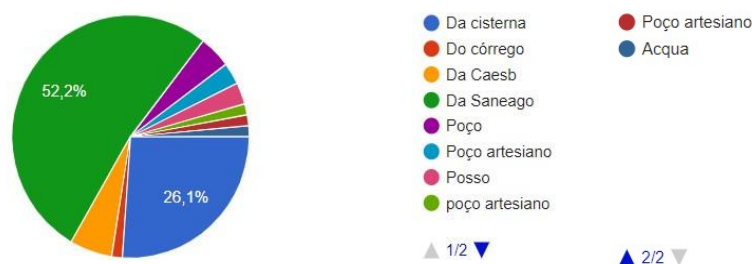 52,2%
26,1%
Da cisterna
Do córrego
Da Caesb
Da Saneago
Poço
Poço artesiano
Posso
poço artesiano
1/2
Poço artesiano
Acqua
2/2